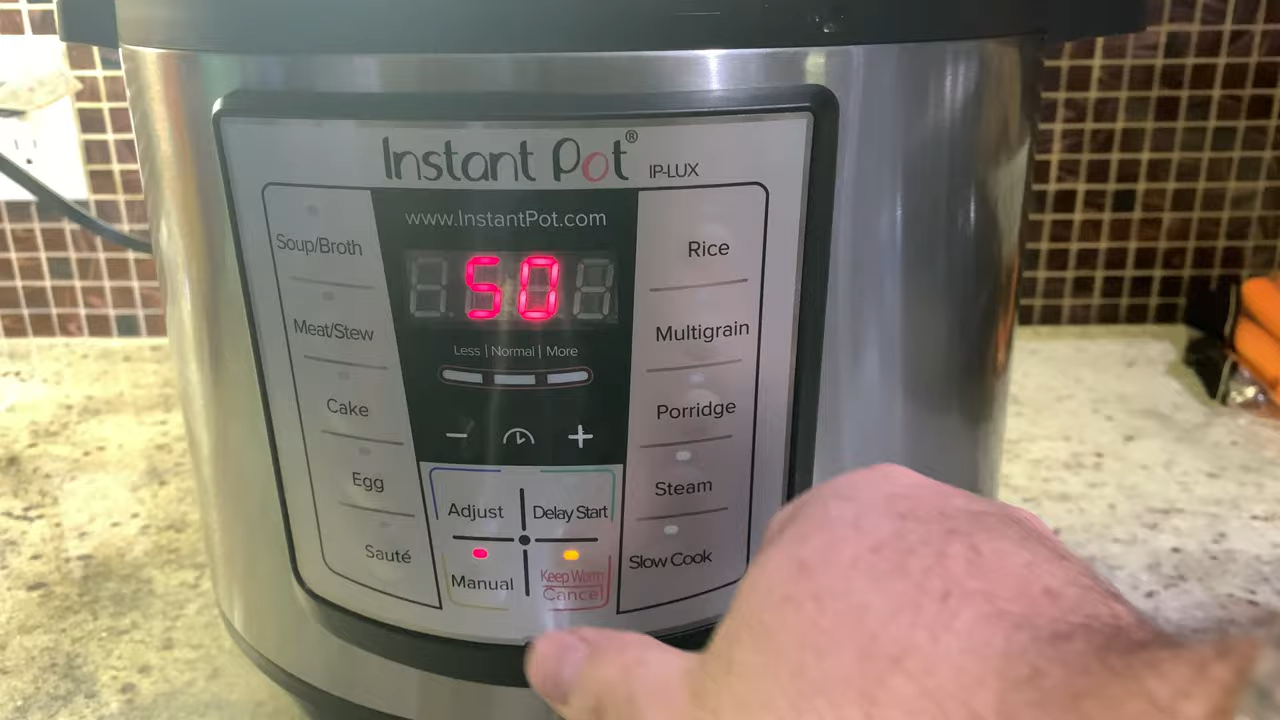 Instant Pot® IP-LUX
www.InstantPot.com
50
Less | Normal | More
− +
Soup/Broth
Meat/Stew
Cake
Egg
Sauté
Rice
Multigrain
Porridge
Steam
Slow Cook
Adjust
Delay Start
Manual
Keep Warm
Cancel